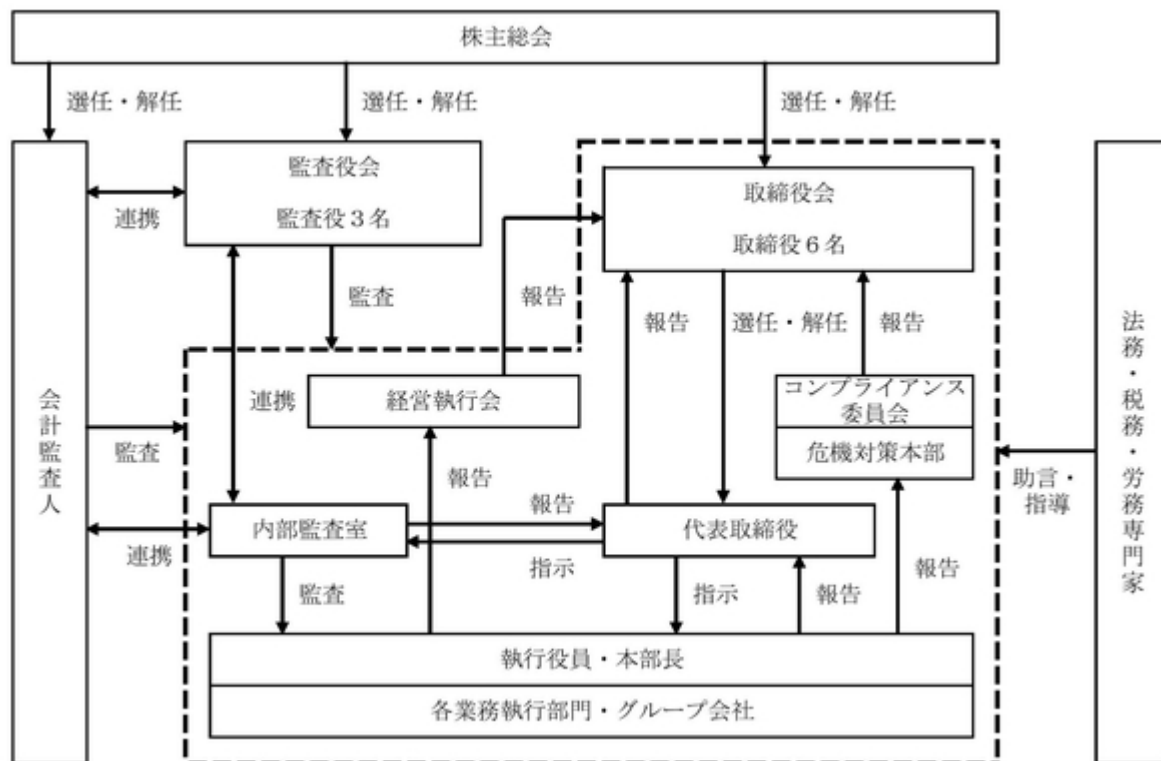 株主総会
選任・解任
選任・解任
選任・解任
監査役会
監査役３名
取締役会
取締役６名
連携
監査
報告
報告
選任・解任
報告
会計監査人
法務・税務・労務専門家
連携
経営執行会
コンプライアンス
委員会
危機対策本部
監査
助言・
指導
報告
内部監査室
報告
代表取締役
連携
指示
監査
指示
報告
報告
執行役員・本部長
各業務執行部門・グループ会社